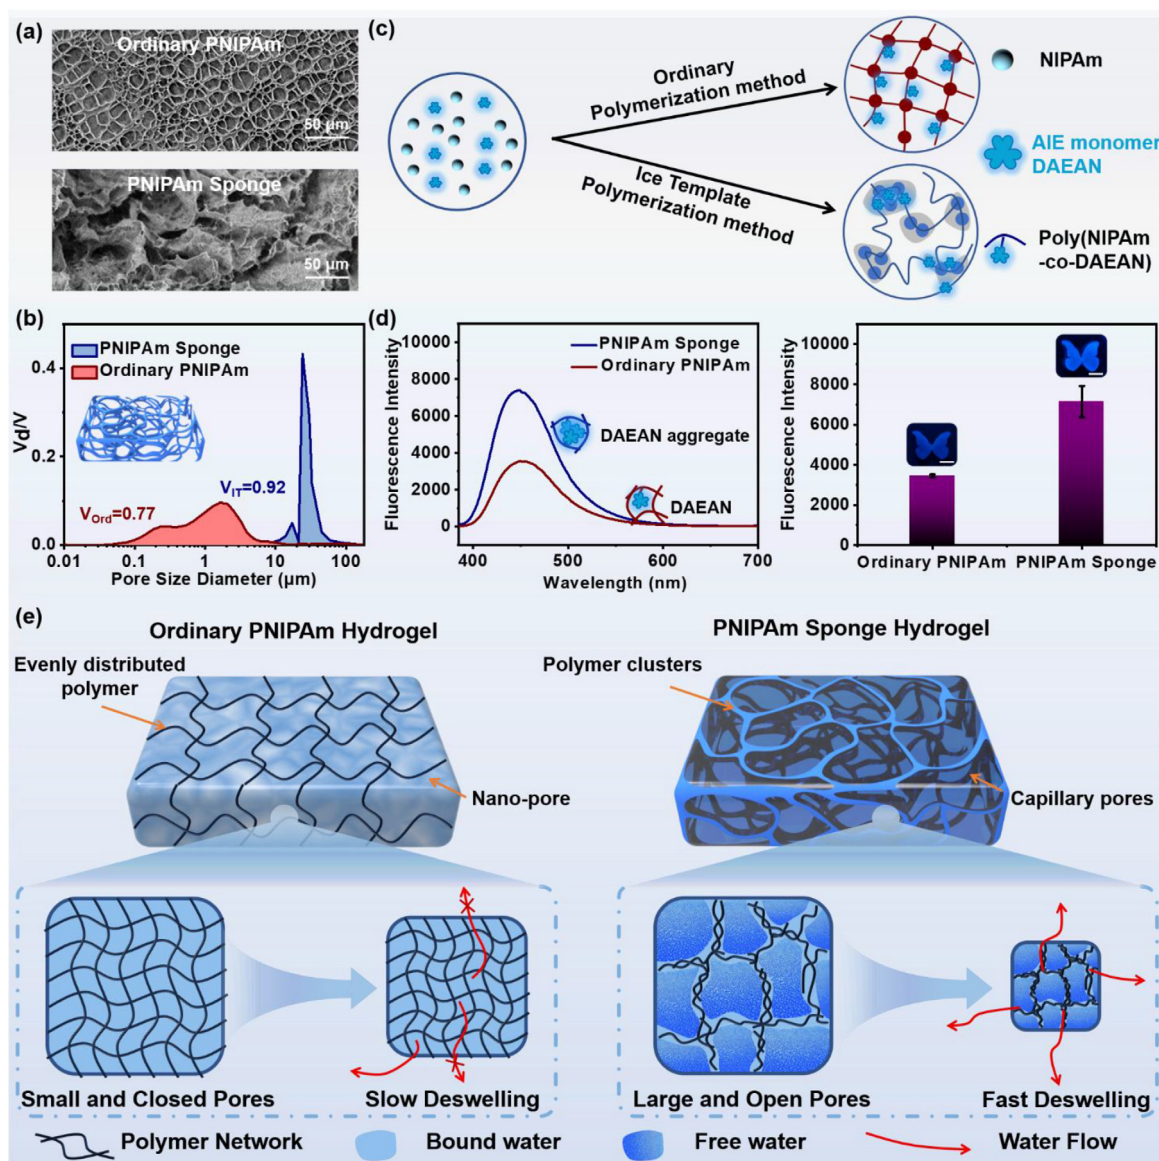 (a)
Ordinary PNIPAm
50 µm
PNIPAm Sponge
50 µm
(c)
Ordinary
Polymerization method
Ice Template
Polymerization method
NIPAm
AIE monomer
DAEAN
Poly(NIPAm
-co-DAEAN)
(b)
PNIPAm Sponge
Ordinary PNIPAm
V_IT=0.92
V_Ord=0.77
Vd/V
0.4
0.2
0.0
0.01 0.1 1 10 100
Pore Size Diameter (µm)
(d)
Fluorescence Intensity
10000
8000
6000
4000
2000
0
PNIPAm Sponge
Ordinary PNIPAm
DAEAN aggregate
DAEAN
400 500 600 700
Wavelength (nm)
Fluorescence Intensity
10000
8000
6000
4000
2000
0
Ordinary PNIPAm PNIPAm Sponge
(e)
Ordinary PNIPAm Hydrogel
Evenly distributed
polymer
Nano-pore
Small and Closed Pores
Slow Deswelling
PNIPAm Sponge Hydrogel
Polymer clusters
Capillary pores
Large and Open Pores
Fast Deswelling
Polymer Network
Bound water
Free water
Water Flow